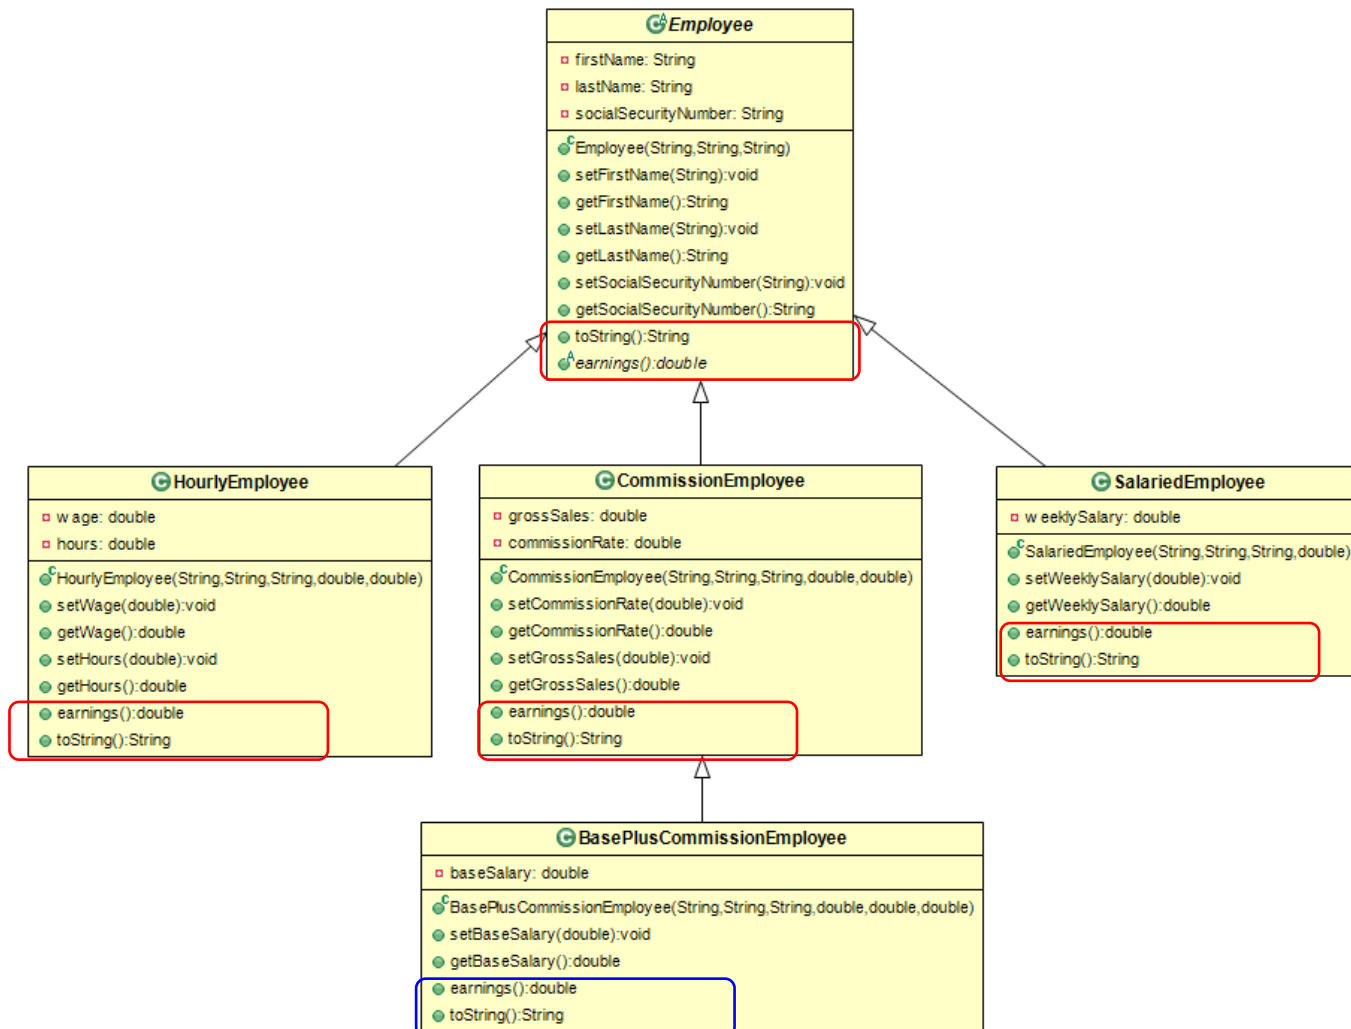 Employee
firstName: String
lastName: String
socialSecurityNumber: String
Employee(String,String,String)
setFirstName(String):void
getFirstName():String
setLastName(String):void
getLastName():String
setSocialSecurityNumber(String):void
getSocialSecurityNumber():String
toString():String
earnings():double
HourlyEmployee
wage: double
hours: double
HourlyEmployee(String,String,String,double,double)
setWage(double):void
getWage():double
setHours(double):void
getHours():double
earnings():double
toString():String
CommissionEmployee
grossSales: double
commissionRate: double
CommissionEmployee(String,String,String,double,double)
setCommissionRate(double):void
getCommissionRate():double
setGrossSales(double):void
getGrossSales():double
earnings():double
toString():String
SalariedEmployee
weeklySalary: double
SalariedEmployee(String,String,String,double)
setWeeklySalary(double):void
getWeeklySalary():double
earnings():double
toString():String
BasePlusCommissionEmployee
baseSalary: double
BasePlusCommissionEmployee(String,String,String,double,double,double)
setBaseSalary(double):void
getBaseSalary():double
earnings():double
toString():String